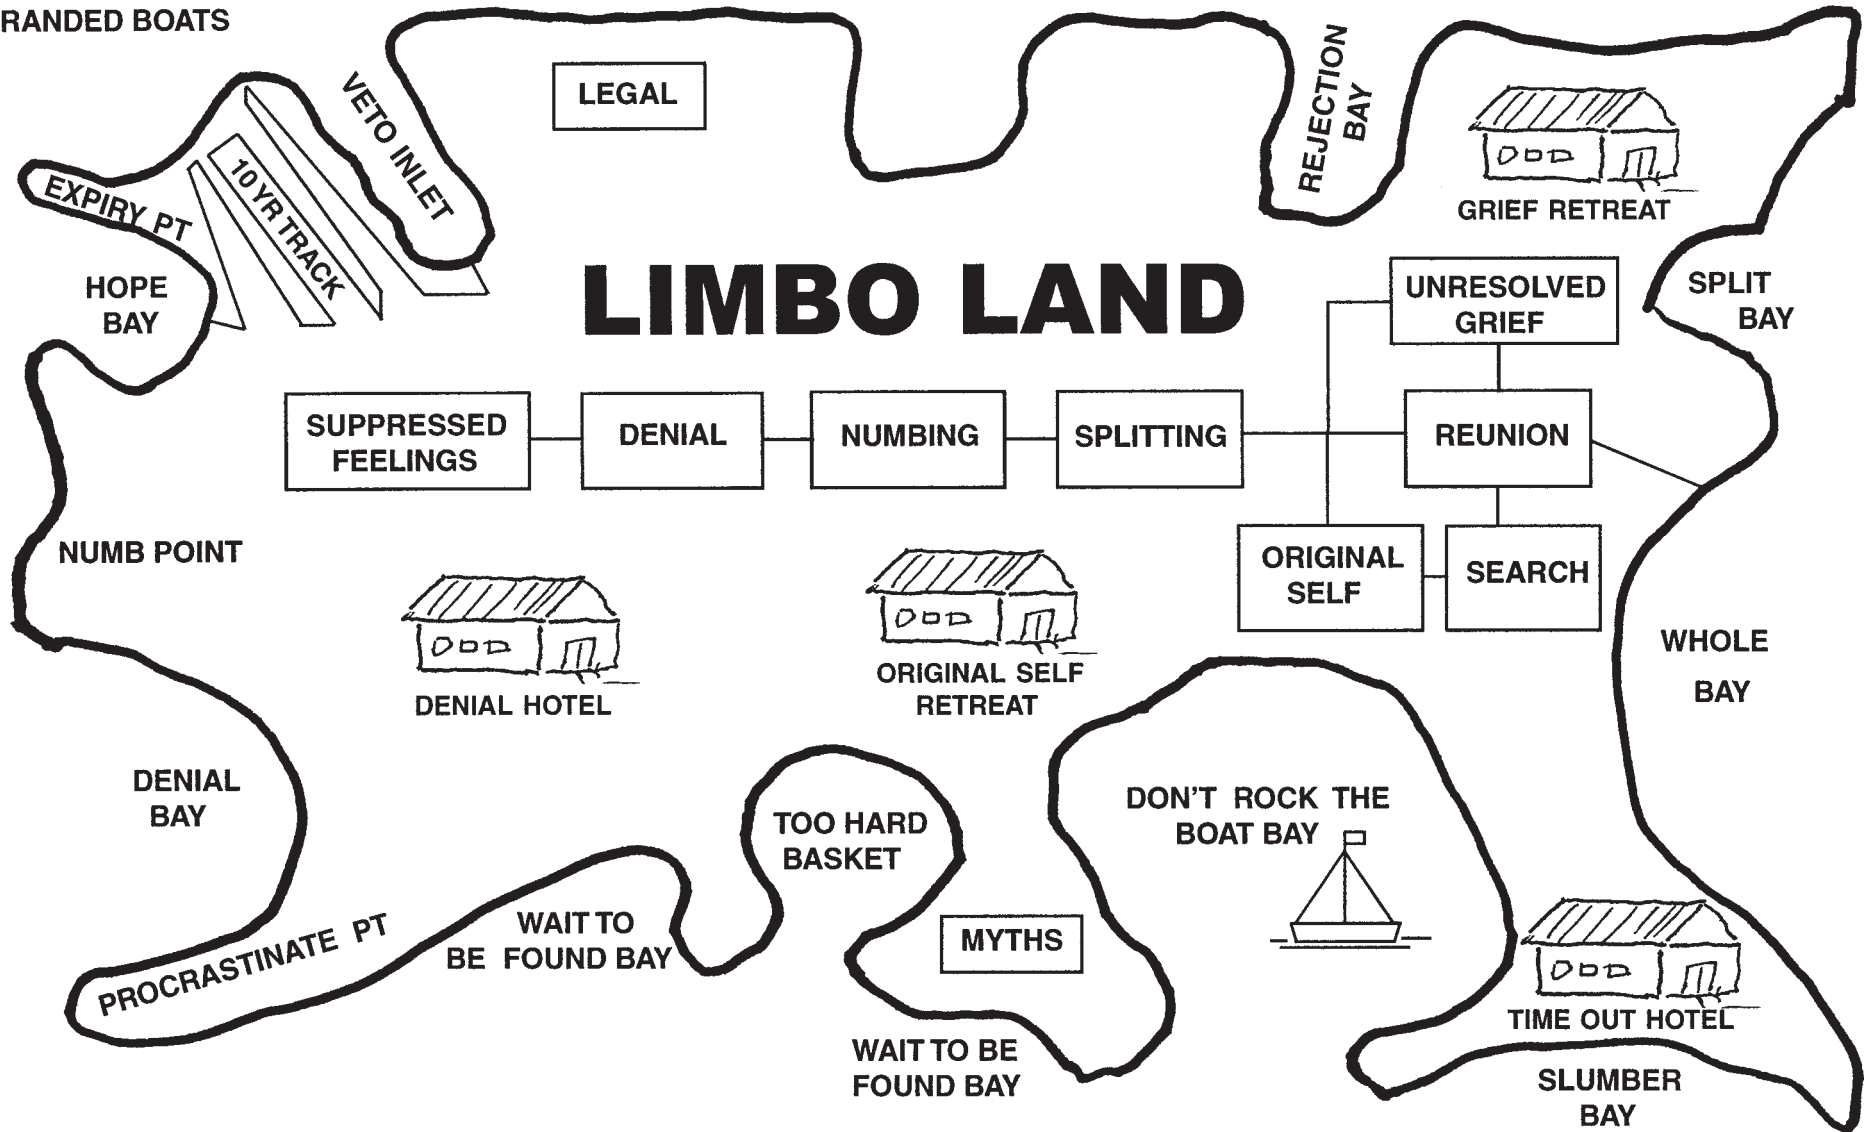 RANDED BOATS
LEGAL
VETO INLET
REJECTION
BAY
10 YR TRACK
EXPIRY PT
GRIEF RETREAT
HOPE
BAY
LIMBO LAND
UNRESOLVED
GRIEF
SPLIT
BAY
SUPPRESSED
FEELINGS
DENIAL
NUMBING
SPLITTING
REUNION
NUMB POINT
ORIGINAL
SELF
SEARCH
DENIAL HOTEL
ORIGINAL SELF
RETREAT
WHOLE
BAY
DENIAL
BAY
TOO HARD
BASKET
DON'T ROCK THE
BOAT BAY
PROCRASTINATE PT
WAIT TO
BE FOUND BAY
MYTHS
TIME OUT HOTEL
WAIT TO BE
FOUND BAY
SLUMBER
BAY